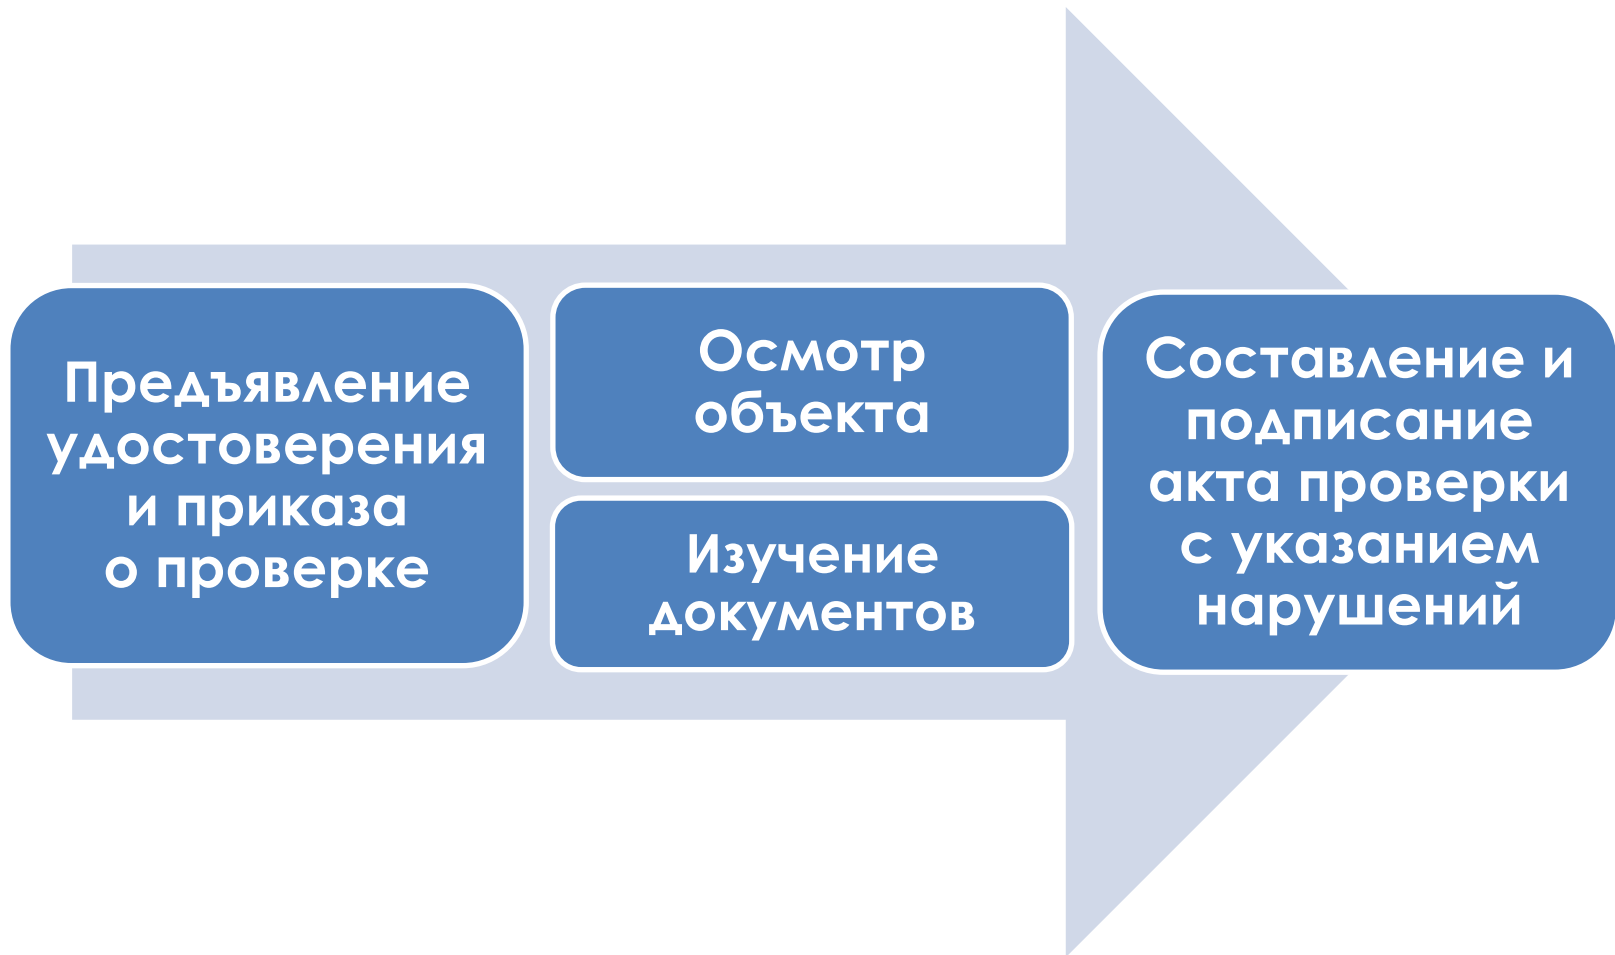 Предъявление
удостоверения
и приказа
о проверке
Осмотр
объекта
Изучение
документов
Составление и
подписание
акта проверки
с указанием
нарушений